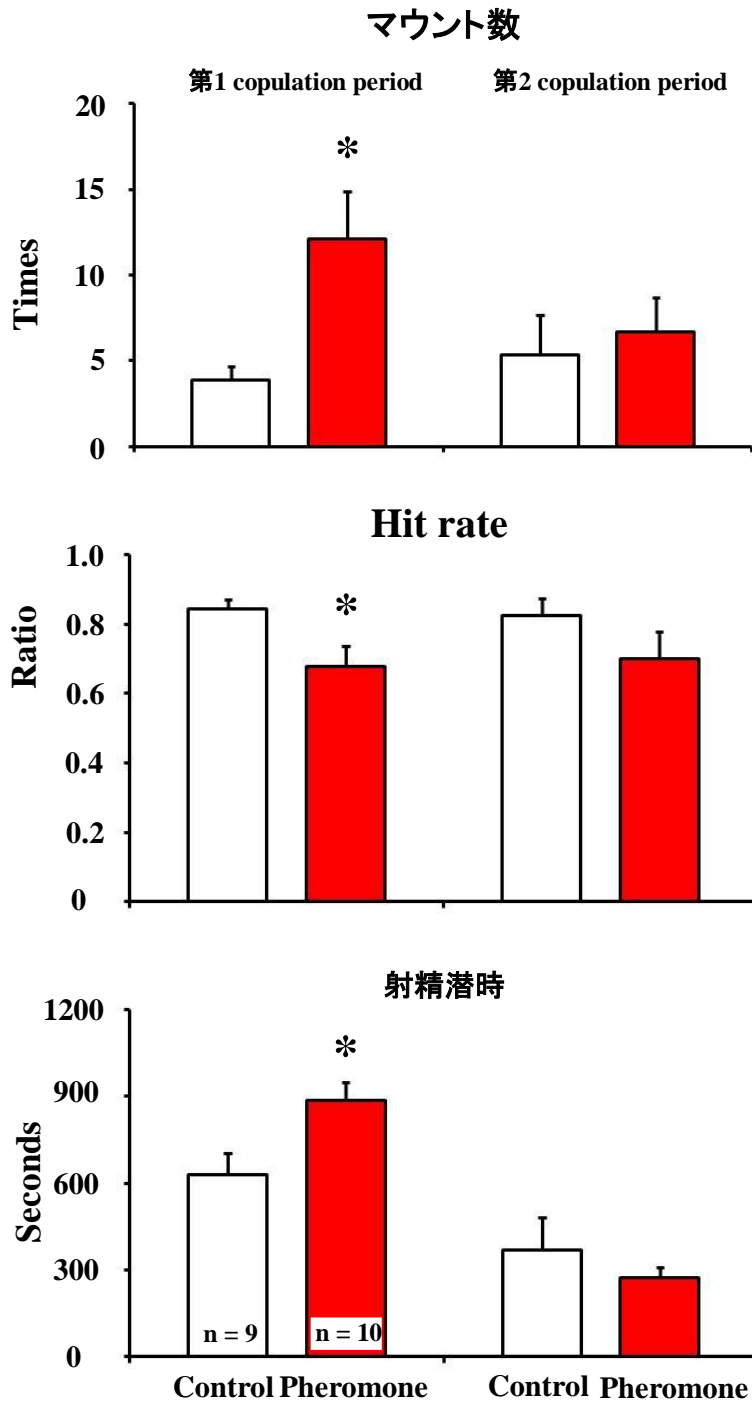 マウント数
第1 copulation period 第2 copulation period
20
15
10
5
0
Times
*
Hit rate
1.0
0.8
0.6
0.4
0.2
0
Ratio
*
射精潜時
1200
900
600
300
0
Seconds
*
n = 9 n = 10
Control Pheromone Control Pheromone